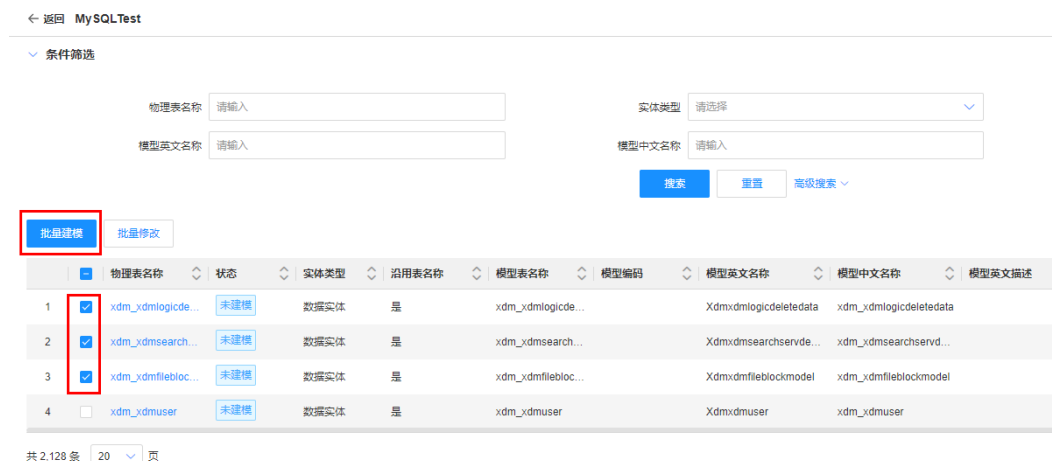 ← 返回 MySQLTest
条件筛选
物理表名称 请输入 实体类型 请选择
模型英文名称 请输入 模型中文名称 请输入
搜索 重置 高级搜索
批量建模 批量修改
物理表名称 状态 实体类型 沿用表名称 模型表名称 模型编码 模型英文名称 模型中文名称 模型英文描述
1 xdm_xdmlogicde... 未建模 数据实体 是 xdm_xdmlogicde... Xdmxdmlogicdeletedata xdm_xdmlogicdeletedata
2 xdm_xdmsearch... 未建模 数据实体 是 xdm_xdmsearch... Xdmxdmsearchservde... xdm_xdmsearchservd...
3 xdm_xdmfilebloc... 未建模 数据实体 是 xdm_xdmfilebloc... Xdmxdmfileblockmodel xdm_xdmfileblockmodel
4 xdm_xdmuser 未建模 数据实体 是 xdm_xdmuser Xdmxdmuser xdm_xdmuser
共 2,128 条 20 页